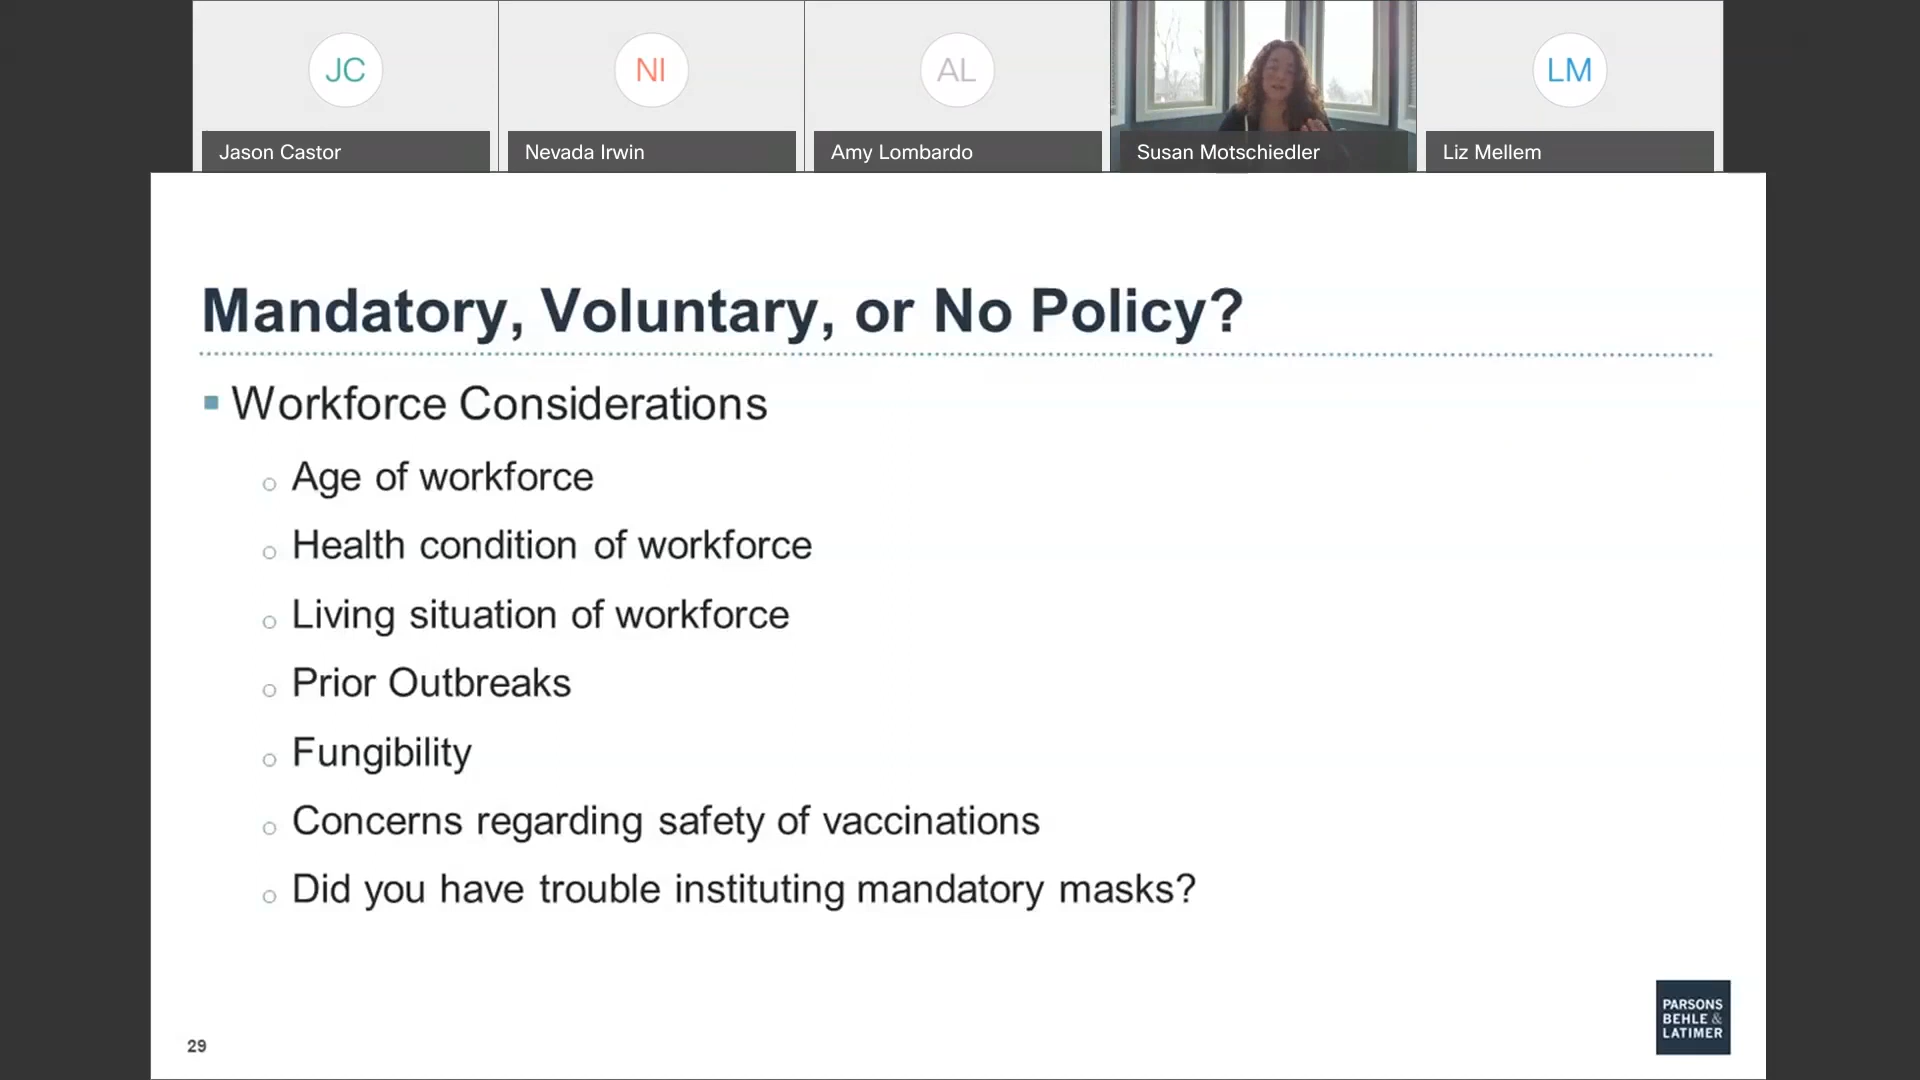 JC
NI
AL
LM
Jason Castor
Nevada Irwin
Amy Lombardo
Susan Motschiedler
Liz Mellem
Mandatory, Voluntary, or No Policy?
Workforce Considerations
Age of workforce
Health condition of workforce
Living situation of workforce
Prior Outbreaks
Fungibility
Concerns regarding safety of vaccinations
Did you have trouble instituting mandatory masks?
PARSONS
BEHLE &
LATIMER
29